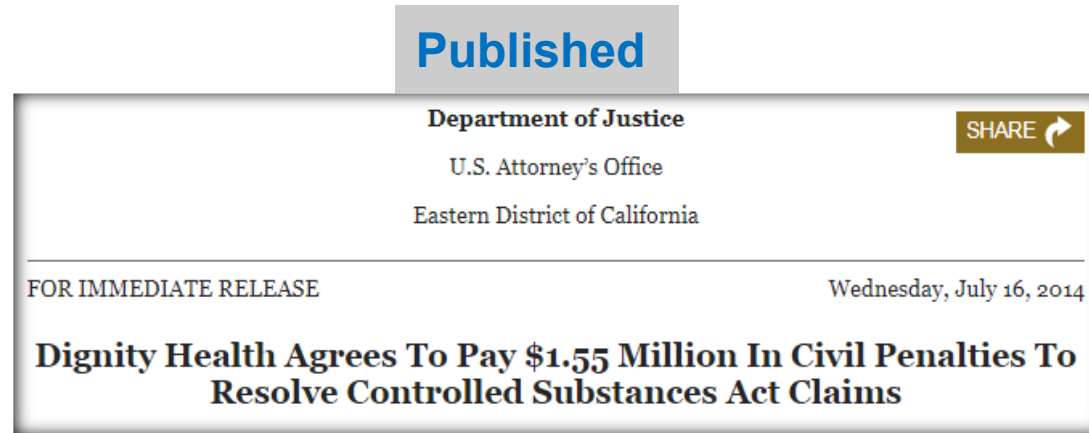 Published
Department of Justice
SHARE
U.S. Attorney's Office
Eastern District of California
FOR IMMEDIATE RELEASE
Wednesday, July 16, 2014
Dignity Health Agrees To Pay $1.55 Million In Civil Penalties To
Resolve Controlled Substances Act Claims